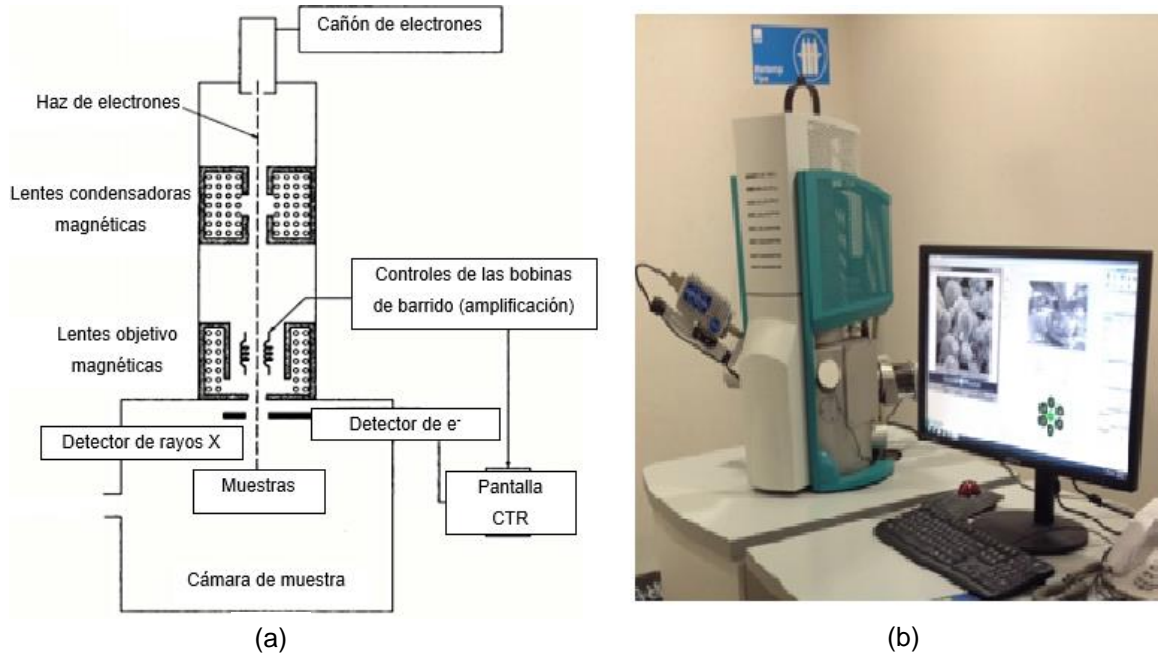 Cañón de electrones
Haz de electrones
Lentes condensadoras
magnéticas
Controles de las bobinas
de barrido (amplificación)
Lentes objetivo
magnéticas
Detector de rayos X
Detector de e-
Muestras
Pantalla
CTR
Cámara de muestra
(a)
(b)